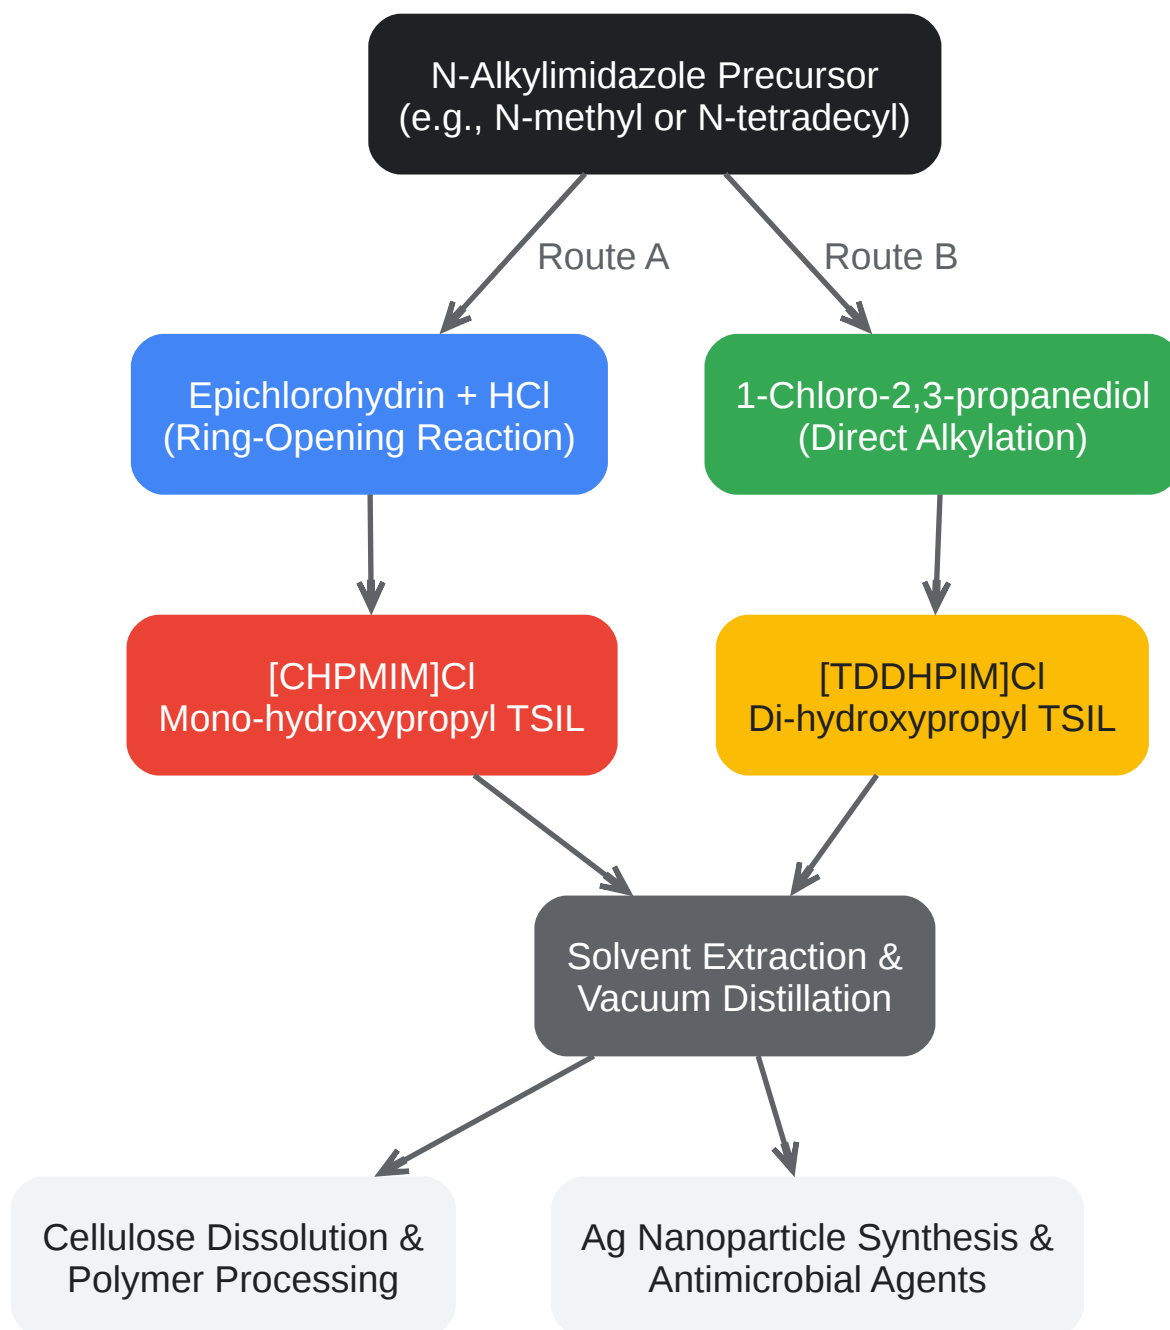 N-Alkylimidazole Precursor
(e.g., N-methyl or N-tetradecyl)
Route A
Route B
Epichlorohydrin + HCl
(Ring-Opening Reaction)
1-Chloro-2,3-propanediol
(Direct Alkylation)
[CHPMIM]Cl
Mono-hydroxypropyl TSIL
[TDDHPIM]Cl
Di-hydroxypropyl TSIL
Solvent Extraction &
Vacuum Distillation
Cellulose Dissolution &
Polymer Processing
Ag Nanoparticle Synthesis &
Antimicrobial Agents